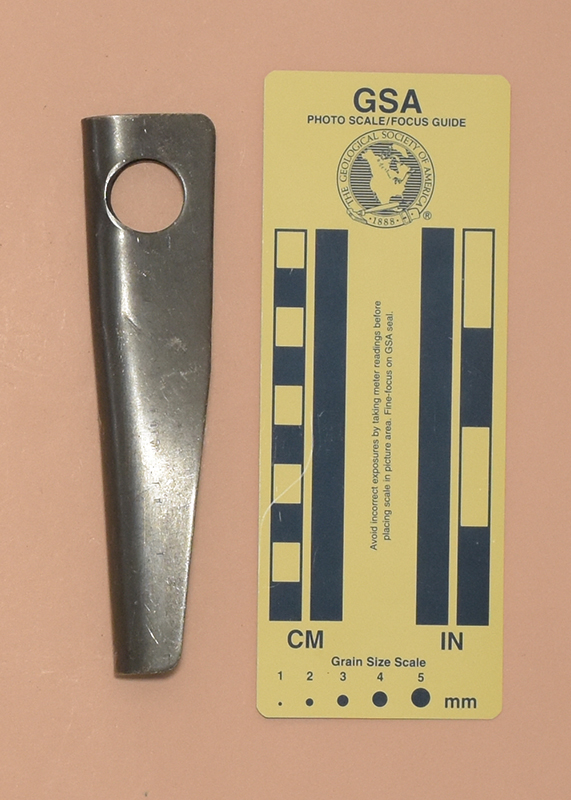 GSA
PHOTO SCALE/FOCUS GUIDE
THE GEOLOGICAL SOCIETY OF AMERICA
·1888·
®
Avoid incorrect exposures by taking meter readings before
placing scale in picture area. Fine-focus on GSA seal.
CM IN
Grain Size Scale
1 2 3 4 5
mm